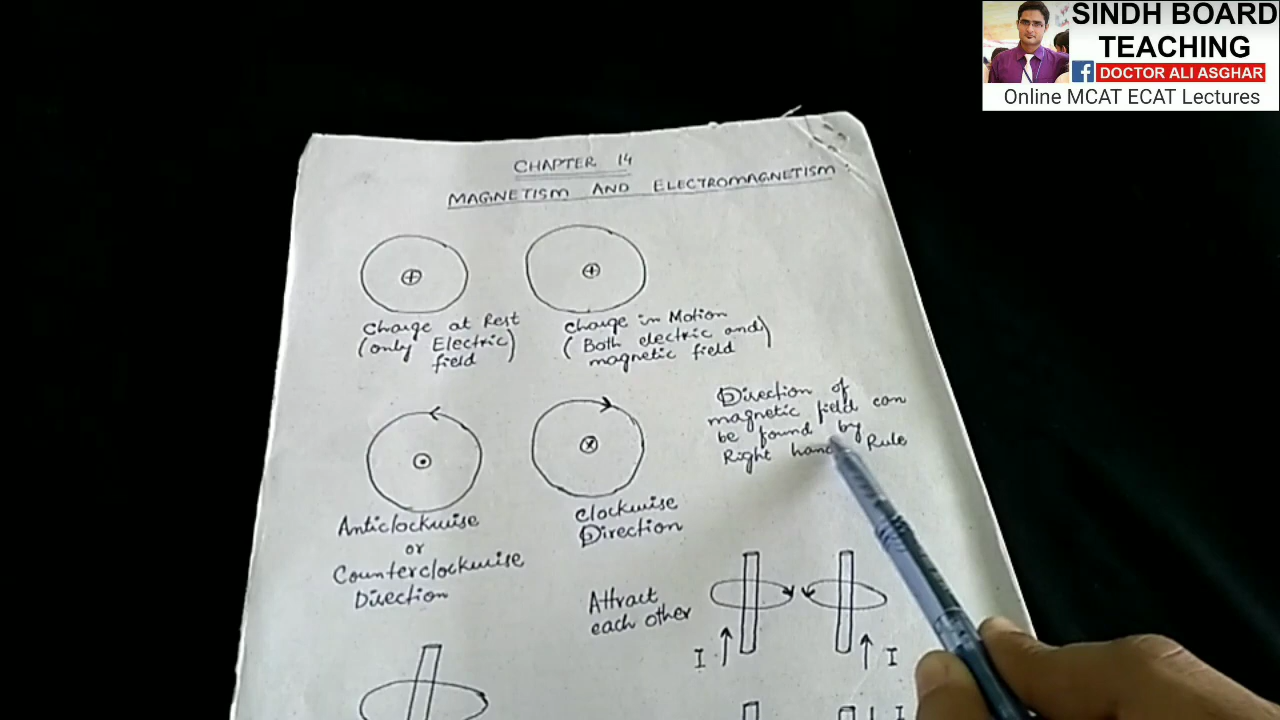 SINDH BOARD
TEACHING
f DOCTOR ALI ASGHAR
Online MCAT ECAT Lectures
CHAPTER 14
MAGNETISM AND ELECTROMAGNETISM:
Charge at Rest
(only Electric)
field
Charge in Motion
(Both electric and)
magnetic field
Direction of
magnetic field can
be found by
Right hand Rule
Anticlockwise
or
Counterclockwise
Direction
Clockwise
Direction
Attract
each other
I
I
I